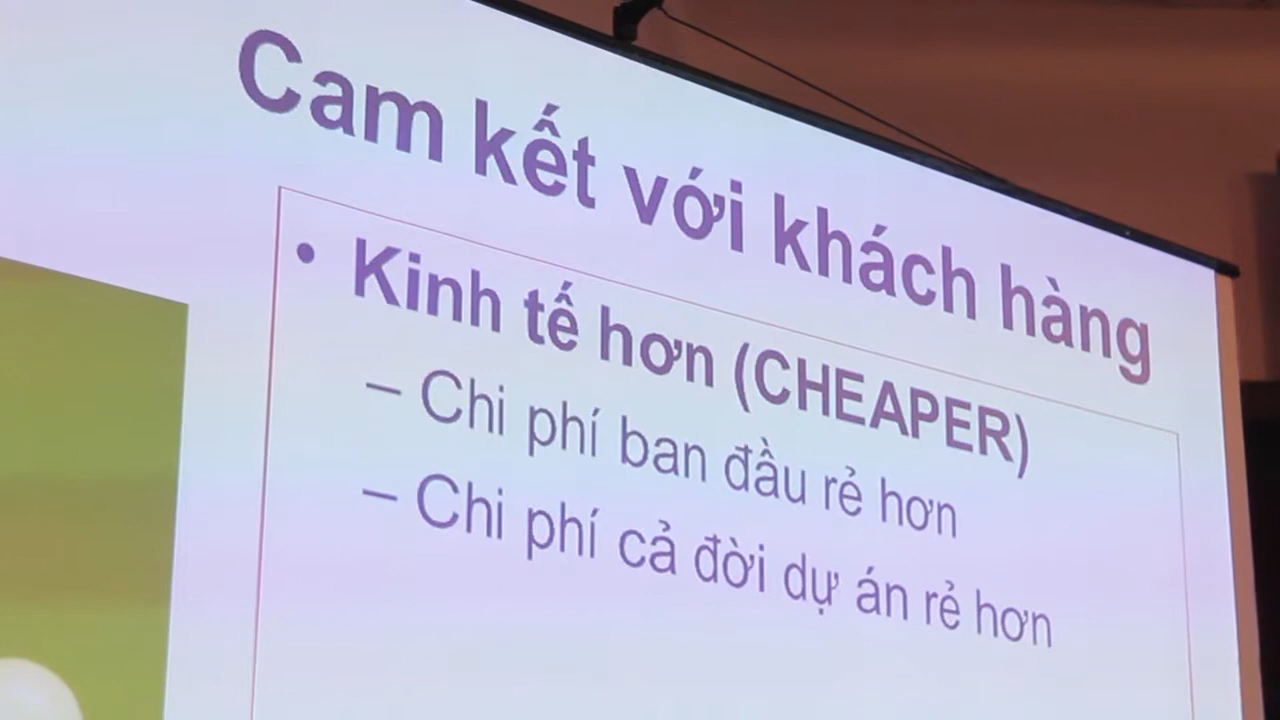 Cam kết với khách hàng
• Kinh tế hơn (CHEAPER)
– Chi phí ban đầu rẻ hơn
– Chi phí cả đời dự án rẻ hơn